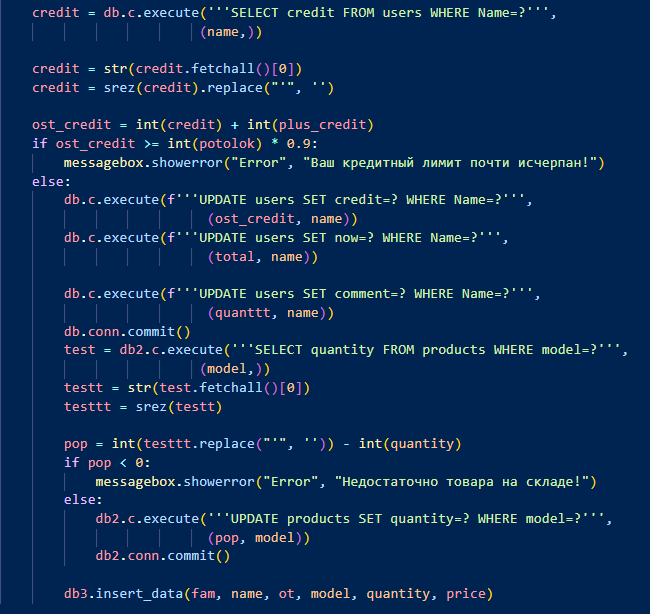 credit = db.c.execute('''SELECT credit FROM users WHERE Name=?''',
(name,))
credit = str(credit.fetchall()[0])
credit = srez(credit).replace("'", '')
ost_credit = int(credit) + int(plus_credit)
if ost_credit >= int(potolok) * 0.9:
messagebox.showerror("Error", "Ваш кредитный лимит почти исчерпан!")
else:
db.c.execute(f'''UPDATE users SET credit=? WHERE Name=?''',
(ost_credit, name))
db.c.execute(f'''UPDATE users SET now=? WHERE Name=?''',
(total, name))
db.c.execute(f'''UPDATE users SET comment=? WHERE Name=?''',
(quanttt, name))
db.conn.commit()
test = db2.c.execute('''SELECT quantity FROM products WHERE model=?''',
(model,))
testt = str(test.fetchall()[0])
testtt = srez(testt)
pop = int(testtt.replace("'", '')) - int(quantity)
if pop < 0:
messagebox.showerror("Error", "Недостаточно товара на складе!")
else:
db2.c.execute('''UPDATE products SET quantity=? WHERE model=?''',
(pop, model))
db2.conn.commit()
db3.insert_data(fam, name, ot, model, quantity, price)